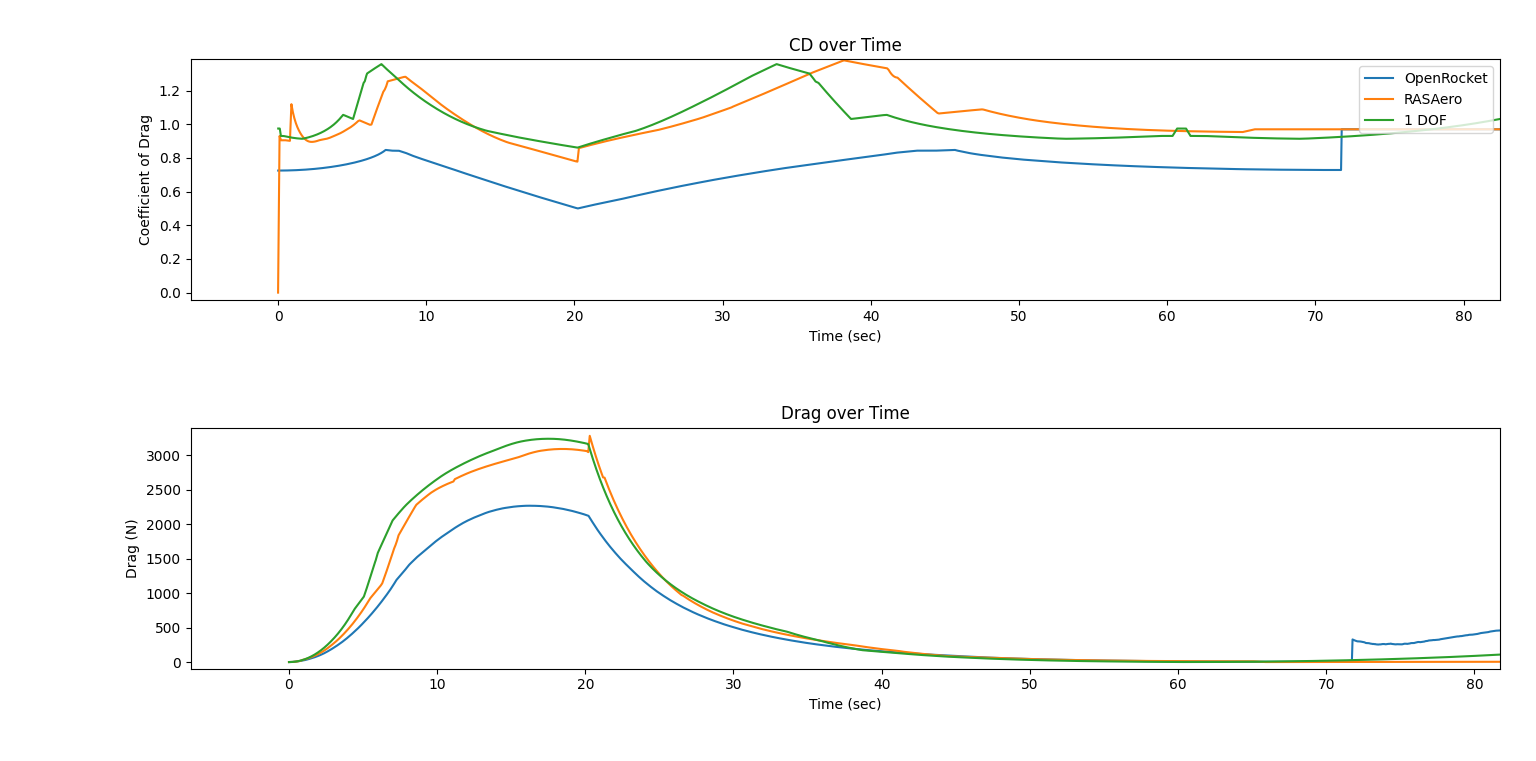 CD over Time
Coefficient of Drag
1.2
1.0
0.8
0.6
0.4
0.2
0.0
OpenRocket
RASAero
1 DOF
0 10 20 30 40 50 60 70 80
Time (sec)
Drag over Time
Drag (N)
3000
2500
2000
1500
1000
500
0
0 10 20 30 40 50 60 70 80
Time (sec)